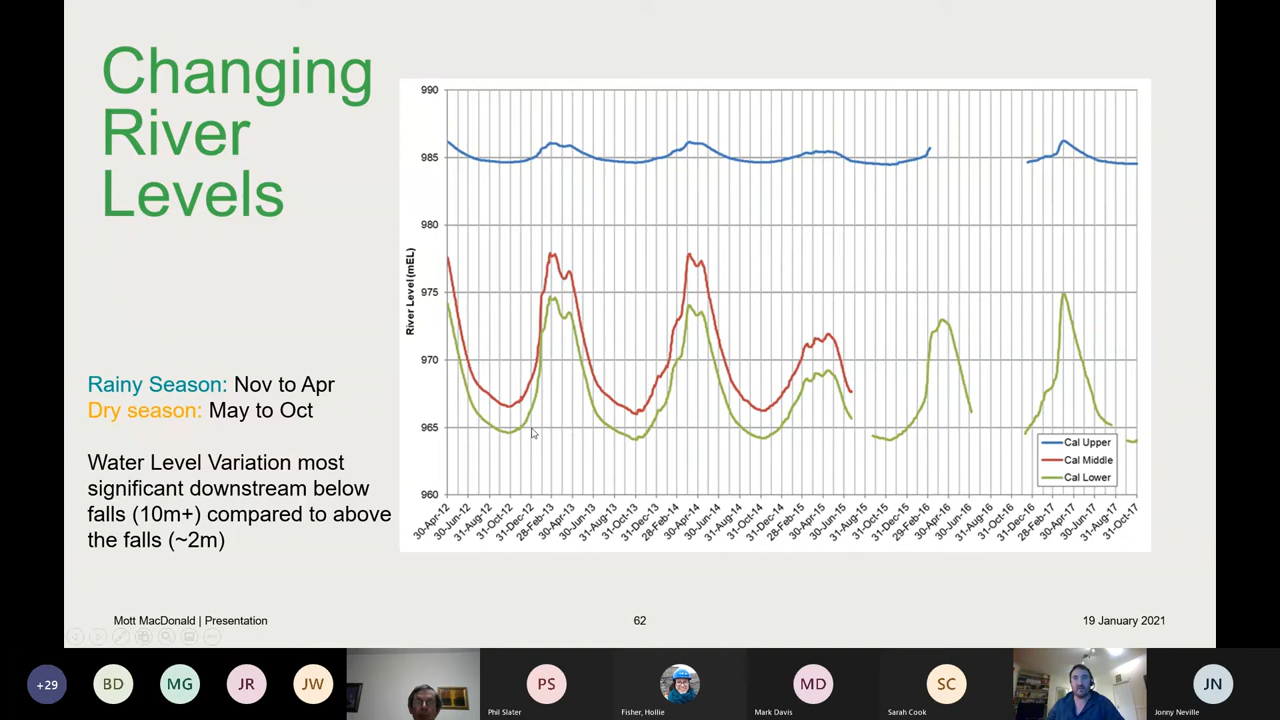 Changing
River
Levels
Rainy Season: Nov to Apr
Dry season: May to Oct
Water Level Variation most
significant downstream below
falls (10m+) compared to above
the falls (~2m)
990
985
980
975
970
965
960
River Level (mEL)
30-Apr-12
30-Jun-12
31-Aug-12
31-Oct-12
31-Dec-12
28-Feb-13
30-Apr-13
30-Jun-13
31-Aug-13
31-Oct-13
31-Dec-13
28-Feb-14
30-Apr-14
30-Jun-14
31-Aug-14
31-Oct-14
31-Dec-14
28-Feb-15
30-Apr-15
30-Jun-15
31-Aug-15
31-Oct-15
31-Dec-15
29-Feb-16
30-Apr-16
30-Jun-16
31-Aug-16
31-Oct-16
31-Dec-16
28-Feb-17
30-Apr-17
30-Jun-17
31-Aug-17
31-Oct-17
Cal Upper
Cal Middle
Cal Lower
Mott MacDonald | Presentation
62
19 January 2021
+29
BD
MG
JR
JW
PS
Phil Slater
Fisher, Hollie
MD
Mark Davis
SC
Sarah Cook
JN
Jonny Neville